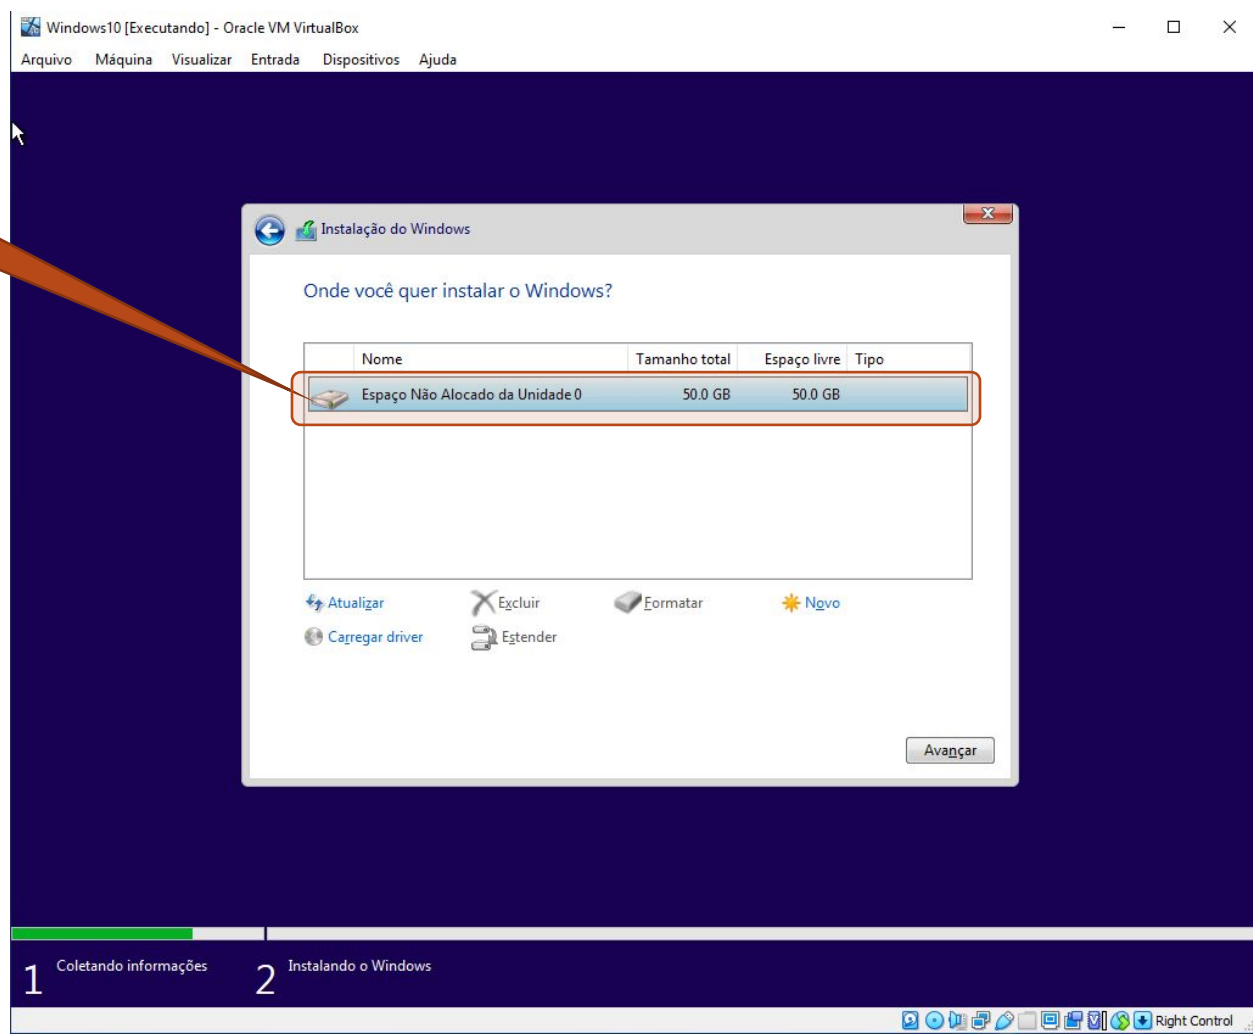 Windows10 [Executando] - Oracle VM VirtualBox
Arquivo Máquina Visualizar Entrada Dispositivos Ajuda
Instalação do Windows
Onde você quer instalar o Windows?
Nome Tamanho total Espaço livre Tipo
Espaço Não Alocado da Unidade 0 50.0 GB 50.0 GB
Atualizar Excluir Formatar Novo
Carregar driver Estender
Avançar
1 Coletando informações 2 Instalando o Windows
Right Control